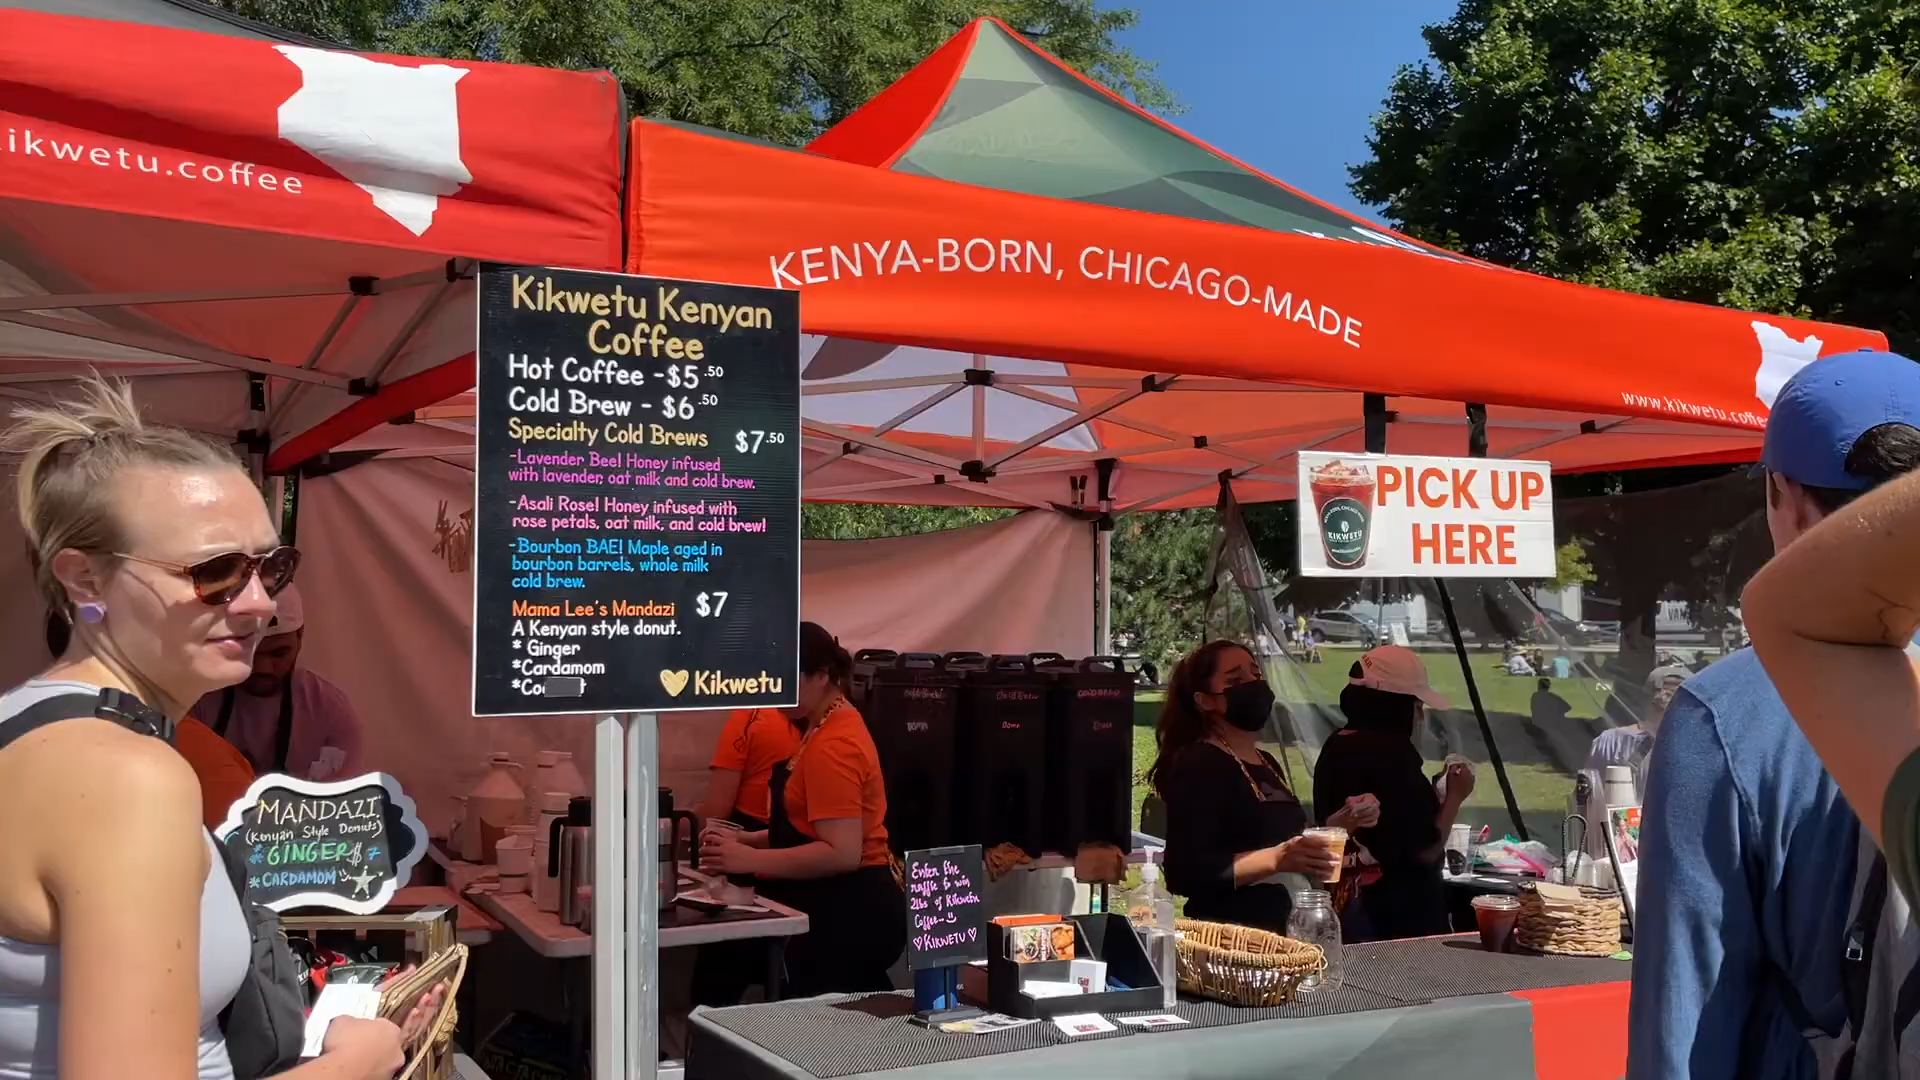 ikwetu.coffee
KENYA-BORN, CHICAGO-MADE
www.kikwetu.coffee
Kikwetu Kenyan
Coffee
Hot Coffee -$5.50
Cold Brew - $6.50
Specialty Cold Brews $7.50
-Lavender Bee! Honey infused
with lavender, oat milk and cold brew.
-Asali Rose! Honey infused with
rose petals, oat milk, and cold brew!
-Bourbon BAE! Maple aged in
bourbon barrels, whole milk
cold brew.
Mama Lee's Mandazi $7
A Kenyan style donut.
* Ginger
*Cardamom
Kikwetu
PICK UP
HERE
KIKWETU
MANDAZI
(Kenyan Style Donuts)
*GINGER $7
*CARDAMOM
Enter the
raffle to win
2lbs of Kikwetu
Coffee...
KIKWETU